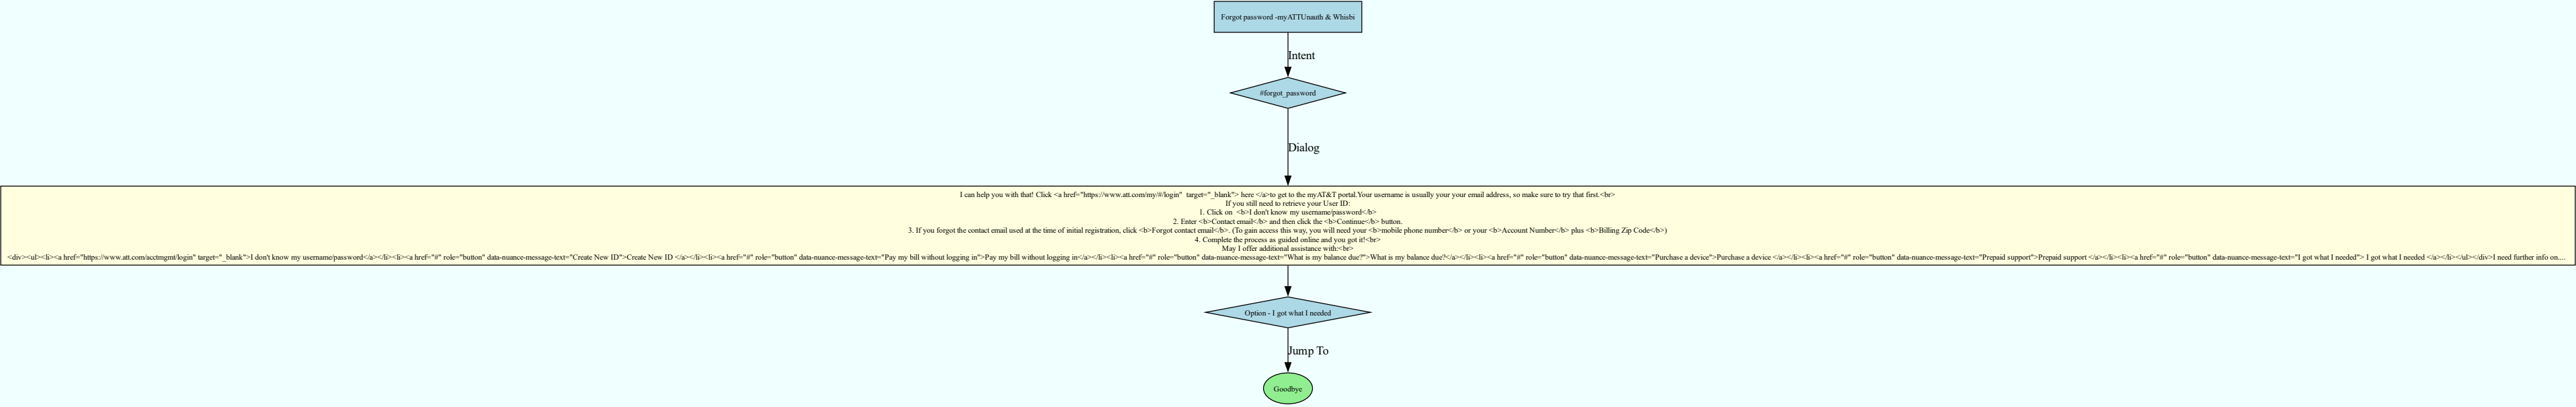 Forgot password -myATTUnauth & Whisbi
Intent
#forgot_password
Dialog
I can help you with that! Click <a href="https://www.att.com/my/#/login"  target="_blank"> here </a>to get to the myAT&T portal.Your username is usually your your email address, so make sure to try that first.<br>
If you still need to retrieve your User ID:
1. Click on  <b>I don't know my username/password</b>
2. Enter <b>Contact email</b> and then click the <b>Continue</b> button.
3. If you forgot the contact email used at the time of initial registration, click <b>Forgot contact email</b>. (To gain access this way, you will need your <b>mobile phone number</b> or your <b>Account Number</b> plus <b>Billing Zip Code</b>)
4. Complete the process as guided online and you got it!<br>
May I offer additional assistance with:<br>
<div><ul><li><a href="https://www.att.com/acctmgmt/login" target="_blank">I don't know my username/password</a></li><li><a href="#" role="button" data-nuance-message-text="Create New ID">Create New ID </a></li><li><a href="#" role="button" data-nuance-message-text="Pay my bill without logging in">Pay my bill without logging in</a></li><li><a href="#" role="button" data-nuance-message-text="What is my balance due?">What is my balance due?</a></li><li><a href="#" role="button" data-nuance-message-text="Purchase a device">Purchase a device </a></li><li><a href="#" role="button" data-nuance-message-text="Prepaid support">Prepaid support </a></li><li><a href="#" role="button" data-nuance-message-text="I got what I needed"> I got what I needed </a></li></ul></div>I need further info on....
Option - I got what I needed
Jump To
Goodbye